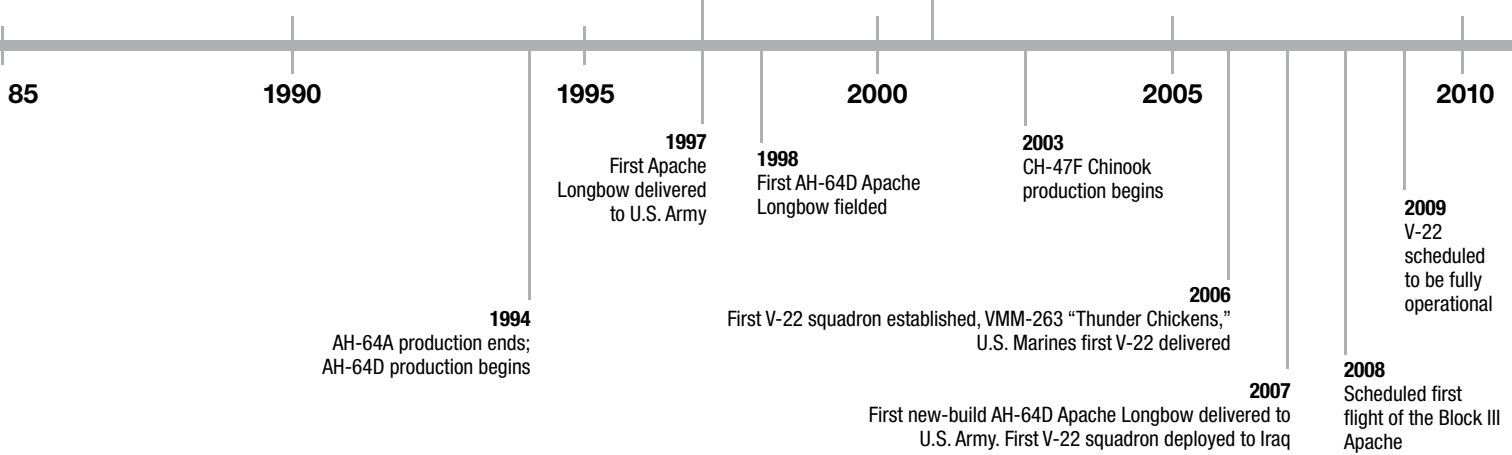 85
1990
1995
2000
2005
2010
1997
First Apache
Longbow delivered
to U.S. Army
1998
First AH-64D Apache
Longbow fielded
2003
CH-47F Chinook
production begins
2009
V-22
scheduled
to be fully
operational
1994
AH-64A production ends;
AH-64D production begins
2006
First V-22 squadron established, VMM-263 “Thunder Chickens,”
U.S. Marines first V-22 delivered
2007
First new-build AH-64D Apache Longbow delivered to
U.S. Army. First V-22 squadron deployed to Iraq
2008
Scheduled first
flight of the Block III
Apache